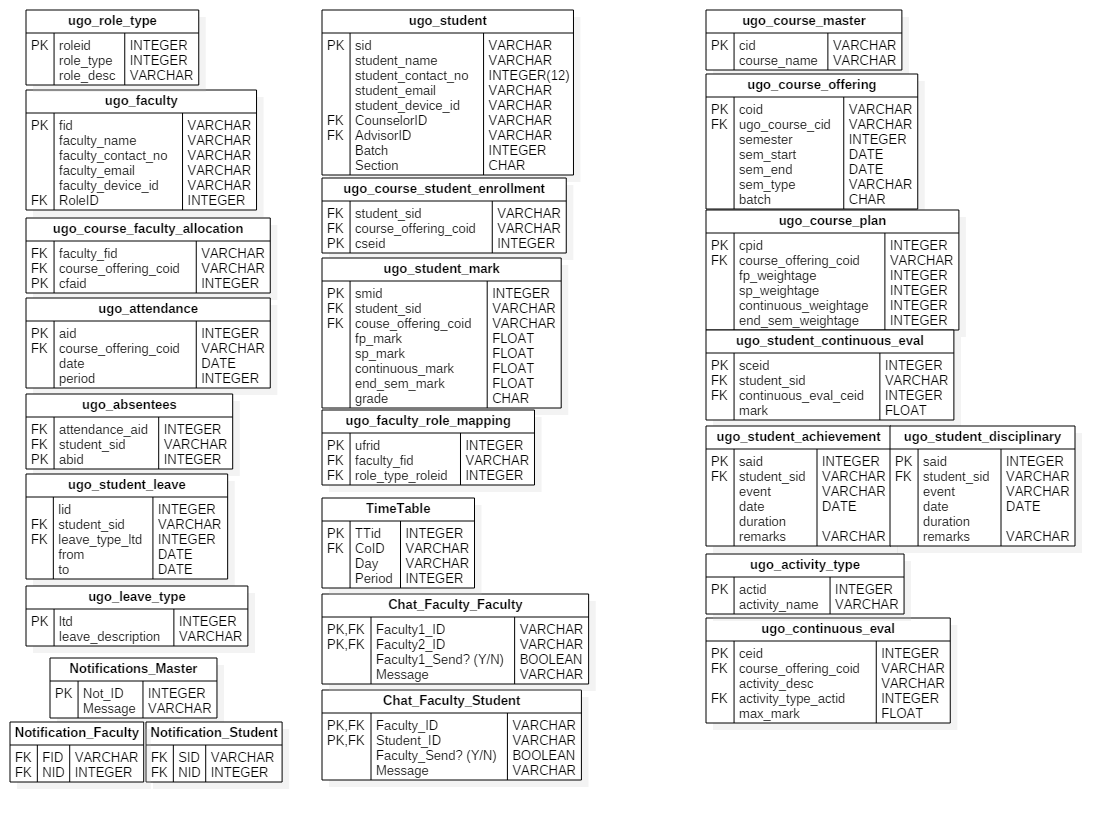 ugo_role_type
PK roleid INTEGER
role_type INTEGER
role_desc VARCHAR
ugo_faculty
PK fid VARCHAR
faculty_name VARCHAR
faculty_contact_no VARCHAR
faculty_email VARCHAR
faculty_device_id VARCHAR
FK RoleID INTEGER
ugo_course_faculty_allocation
FK faculty_fid VARCHAR
FK course_offering_coid VARCHAR
PK cfaid INTEGER
ugo_attendance
PK aid INTEGER
FK course_offering_coid VARCHAR
date DATE
period INTEGER
ugo_absentees
FK attendance_aid INTEGER
FK student_sid VARCHAR
PK abid INTEGER
ugo_student_leave
lid INTEGER
FK student_sid VARCHAR
FK leave_type_ltd INTEGER
from DATE
to DATE
ugo_leave_type
PK ltd INTEGER
leave_description VARCHAR
Notifications_Master
PK Not_ID INTEGER
Message VARCHAR
Notification_Faculty
FK FID VARCHAR
FK NID INTEGER
Notification_Student
FK SID VARCHAR
FK NID INTEGER
ugo_student
PK sid VARCHAR
student_name VARCHAR
student_contact_no INTEGER(12)
student_email VARCHAR
student_device_id VARCHAR
FK CounselorID VARCHAR
FK AdvisorID VARCHAR
Batch INTEGER
Section CHAR
ugo_course_student_enrollment
FK student_sid VARCHAR
FK course_offering_coid VARCHAR
PK cseid INTEGER
ugo_student_mark
PK smid INTEGER
FK student_sid VARCHAR
FK couse_offering_coid VARCHAR
fp_mark FLOAT
sp_mark FLOAT
continuous_mark FLOAT
end_sem_mark FLOAT
grade CHAR
ugo_faculty_role_mapping
PK ufrid INTEGER
FK faculty_fid VARCHAR
FK role_type_roleid INTEGER
TimeTable
PK TTid INTEGER
FK CoID VARCHAR
Day VARCHAR
Period INTEGER
Chat_Faculty_Faculty
PK,FK Faculty1_ID VARCHAR
PK,FK Faculty2_ID VARCHAR
Faculty1_Send? (Y/N) BOOLEAN
Message VARCHAR
Chat_Faculty_Student
PK,FK Faculty_ID VARCHAR
PK,FK Student_ID VARCHAR
Faculty_Send? (Y/N) BOOLEAN
Message VARCHAR
ugo_course_master
PK cid VARCHAR
course_name VARCHAR
ugo_course_offering
PK coid VARCHAR
FK ugo_course_cid VARCHAR
semester INTEGER
sem_start DATE
sem_end DATE
sem_type VARCHAR
batch CHAR
ugo_course_plan
PK cpid INTEGER
FK course_offering_coid VARCHAR
fp_weightage INTEGER
sp_weightage INTEGER
continuous_weightage INTEGER
end_sem_weightage INTEGER
ugo_student_continuous_eval
PK sceid INTEGER
FK student_sid VARCHAR
FK continuous_eval_ceid INTEGER
mark FLOAT
ugo_student_achievement
PK said INTEGER
FK student_sid VARCHAR
event VARCHAR
date DATE
duration
remarks VARCHAR
ugo_student_disciplinary
PK said INTEGER
FK student_sid VARCHAR
event VARCHAR
date DATE
duration
remarks VARCHAR
ugo_activity_type
PK actid INTEGER
activity_name VARCHAR
ugo_continuous_eval
PK ceid INTEGER
FK course_offering_coid VARCHAR
activity_desc VARCHAR
FK activity_type_actid INTEGER
max_mark FLOAT